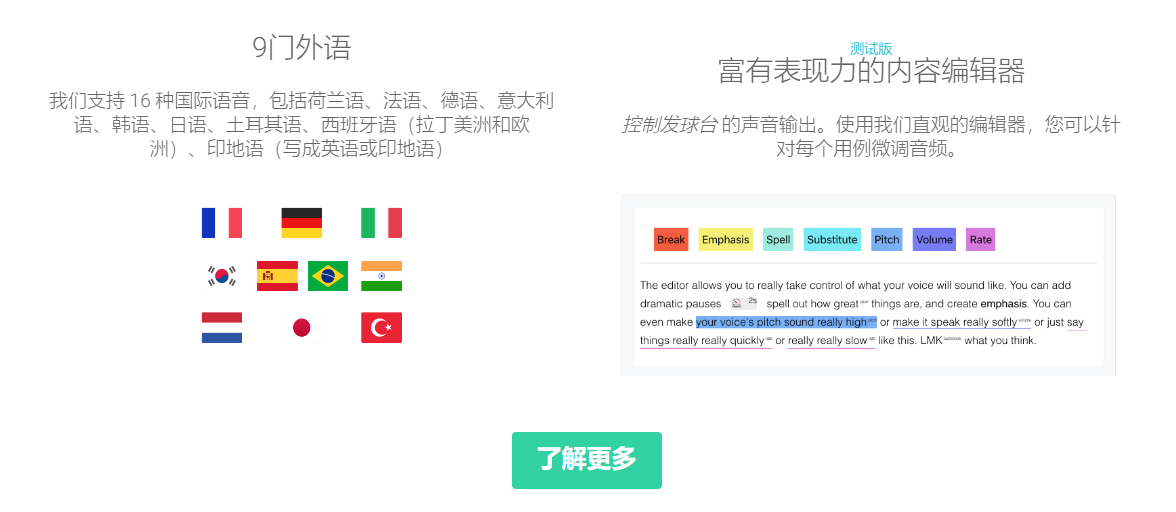 9门外语
我们支持 16 种国际语音，包括荷兰语、法语、德语、意大利
语、韩语、日语、土耳其语、西班牙语（拉丁美洲和欧
洲）、印地语（写成英语或印地语）
测试版
富有表现力的内容编辑器
控制发球台 的声音输出。使用我们直观的编辑器，您可以针
对每个用例微调音频。
Break Emphasis Spell Substitute Pitch Volume Rate
The editor allows you to really take control of what your voice will sound like. You can add
dramatic pauses 2s spell out how great things are, and create emphasis. You can
even make your voice's pitch sound really high pitch or make it speak really softly volume or just say
things really really quickly rate or really really slow rate like this. LMK substitute what you think.
了解更多